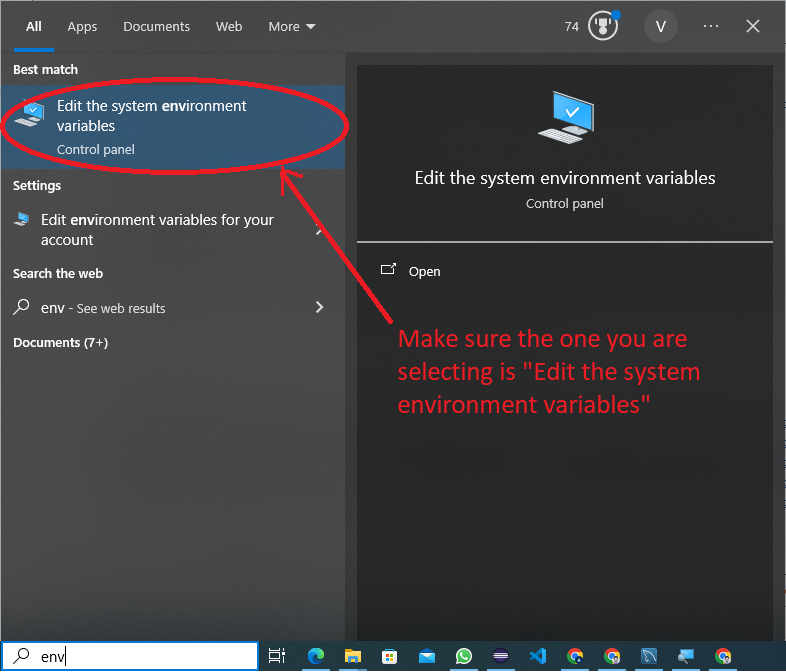 All Apps Documents Web More 74 V ...
Best match
Edit the system environment
variables
Control panel
Settings
Edit environment variables for your
account
Search the web
env - See web results
Documents (7+)
Edit the system environment variables
Control panel
Open
Make sure the one you are
selecting is "Edit the system
environment variables"
env